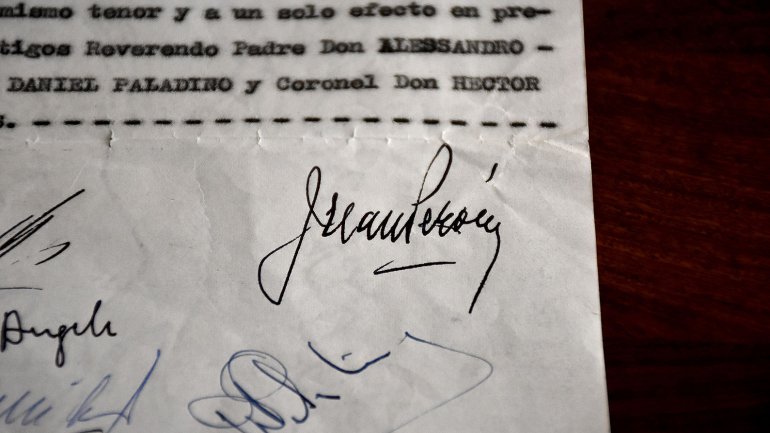 mismo tenor y a un solo efecto en pre-
tigos Reverendo Padre Don ALESSANDRO -
DANIEL PALADINO y Coronel Don HECTOR
s. - - - - - - - - - - - - - - - - - - - -
Juan Perón
Angeli